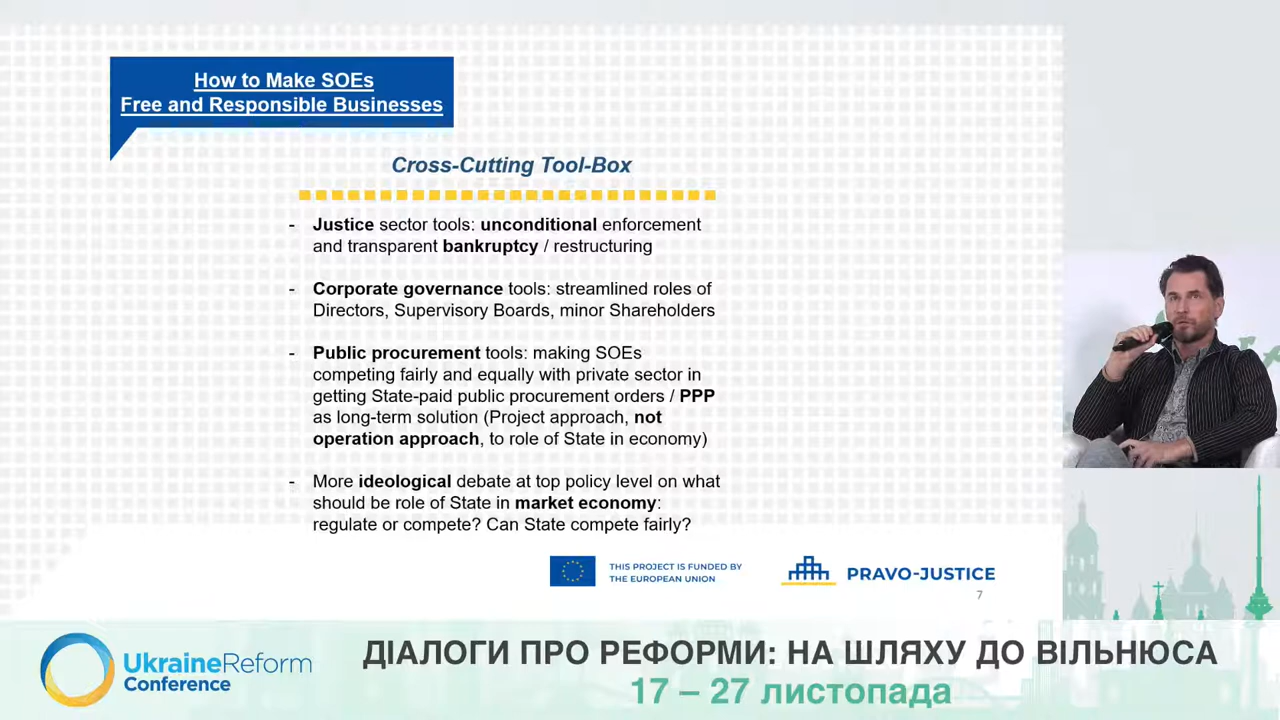 How to Make SOEs
Free and Responsible Businesses
Cross-Cutting Tool-Box
- Justice sector tools: unconditional enforcement
and transparent bankruptcy / restructuring
- Corporate governance tools: streamlined roles of
Directors, Supervisory Boards, minor Shareholders
- Public procurement tools: making SOEs
competing fairly and equally with private sector in
getting State-paid public procurement orders / PPP
as long-term solution (Project approach, not
operation approach, to role of State in economy)
- More ideological debate at top policy level on what
should be role of State in market economy:
regulate or compete? Can State compete fairly?
THIS PROJECT IS FUNDED BY
THE EUROPEAN UNION
PRAVO-JUSTICE
7
UkraineReform
Conference
ДІАЛОГИ ПРО РЕФОРМИ: НА ШЛЯХУ ДО ВІЛЬНЮСА
17 – 27 листопада